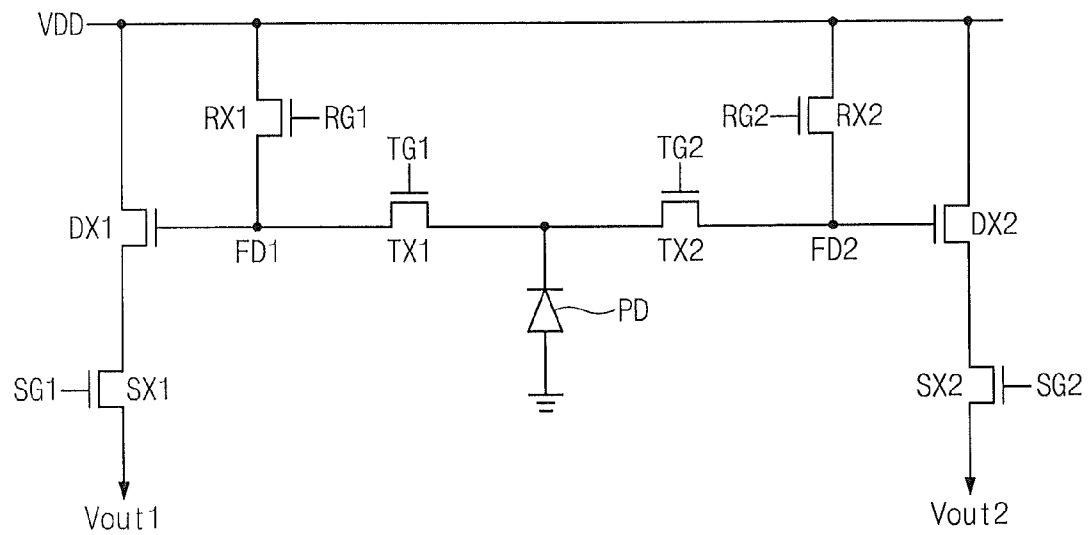 VDD
RX1
RG1
RG2
RX2
TG1
TG2
DX1
FD1
TX1
TX2
FD2
DX2
PD
SG1
SX1
SX2
SG2
Vout1
Vout2